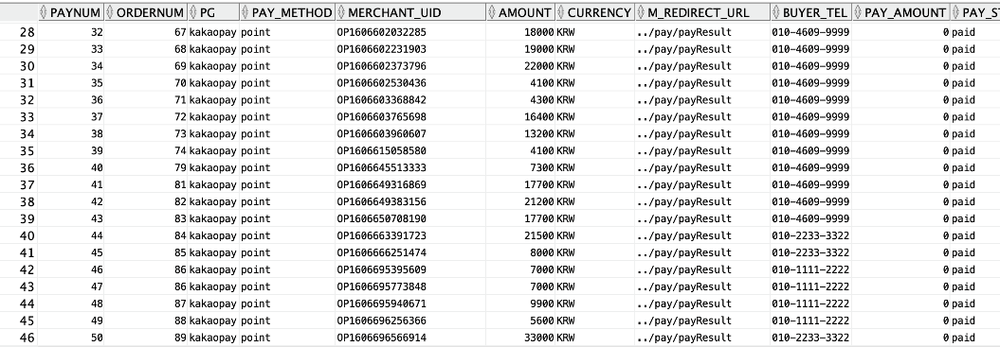 PAYNUM ORDERNUM PG PAY_METHOD MERCHANT_UID AMOUNT CURRENCY M_REDIRECT_URL BUYER_TEL PAY_AMOUNT PAY_ST
28 32 67 kakaopay point OP1606602032285 18000 KRW ../pay/payResult 010-4609-9999 0 paid
29 33 68 kakaopay point OP1606602231903 19000 KRW ../pay/payResult 010-4609-9999 0 paid
30 34 69 kakaopay point OP1606602373796 22000 KRW ../pay/payResult 010-4609-9999 0 paid
31 35 70 kakaopay point OP1606602530436 4100 KRW ../pay/payResult 010-4609-9999 0 paid
32 36 71 kakaopay point OP1606603368842 4300 KRW ../pay/payResult 010-4609-9999 0 paid
33 37 72 kakaopay point OP1606603765698 16400 KRW ../pay/payResult 010-4609-9999 0 paid
34 38 73 kakaopay point OP1606603960607 13200 KRW ../pay/payResult 010-4609-9999 0 paid
35 39 74 kakaopay point OP1606615058580 4100 KRW ../pay/payResult 010-4609-9999 0 paid
36 40 79 kakaopay point OP1606645513333 7300 KRW ../pay/payResult 010-4609-9999 0 paid
37 41 81 kakaopay point OP1606649316869 17700 KRW ../pay/payResult 010-4609-9999 0 paid
38 42 82 kakaopay point OP1606649383156 21200 KRW ../pay/payResult 010-4609-9999 0 paid
39 43 83 kakaopay point OP1606650708190 17700 KRW ../pay/payResult 010-4609-9999 0 paid
40 44 84 kakaopay point OP1606663391723 21500 KRW ../pay/payResult 010-2233-3322 0 paid
41 45 85 kakaopay point OP1606666251474 8000 KRW ../pay/payResult 010-2233-3322 0 paid
42 46 86 kakaopay point OP1606695395609 7000 KRW ../pay/payResult 010-1111-2222 0 paid
43 47 86 kakaopay point OP1606695773848 7000 KRW ../pay/payResult 010-1111-2222 0 paid
44 48 87 kakaopay point OP1606695940671 9900 KRW ../pay/payResult 010-1111-2222 0 paid
45 49 88 kakaopay point OP1606696256366 5600 KRW ../pay/payResult 010-1111-2222 0 paid
46 50 89 kakaopay point OP1606696566914 33000 KRW ../pay/payResult 010-2233-3322 0 paid